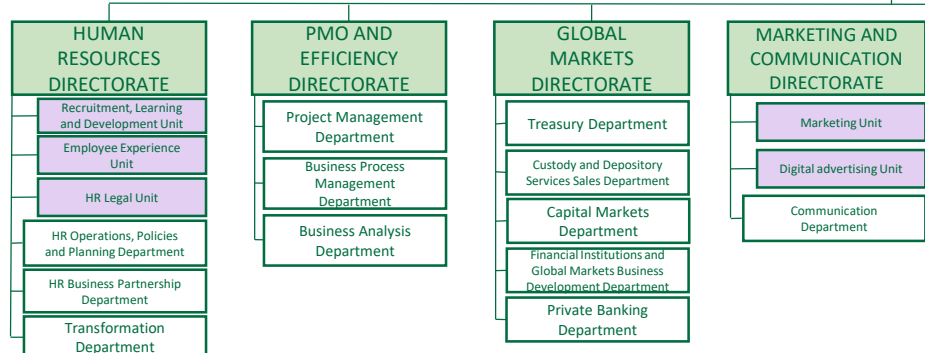 HUMAN
RESOURCES
DIRECTORATE
Recruitment, Learning
and Development Unit
Employee Experience
Unit
HR Legal Unit
HR Operations, Policies
and Planning Department
HR Business Partnership
Department
Transformation
Department
PMO AND
EFFICIENCY
DIRECTORATE
Project Management
Department
Business Process
Management
Department
Business Analysis
Department
GLOBAL
MARKETS
DIRECTORATE
Treasury Department
Custody and Depository
Services Sales Department
Capital Markets
Department
Financial Institutions and
Global Markets Business
Development Department
Private Banking
Department
MARKETING AND
COMMUNICATION
DIRECTORATE
Marketing Unit
Digital advertising Unit
Communication
Department